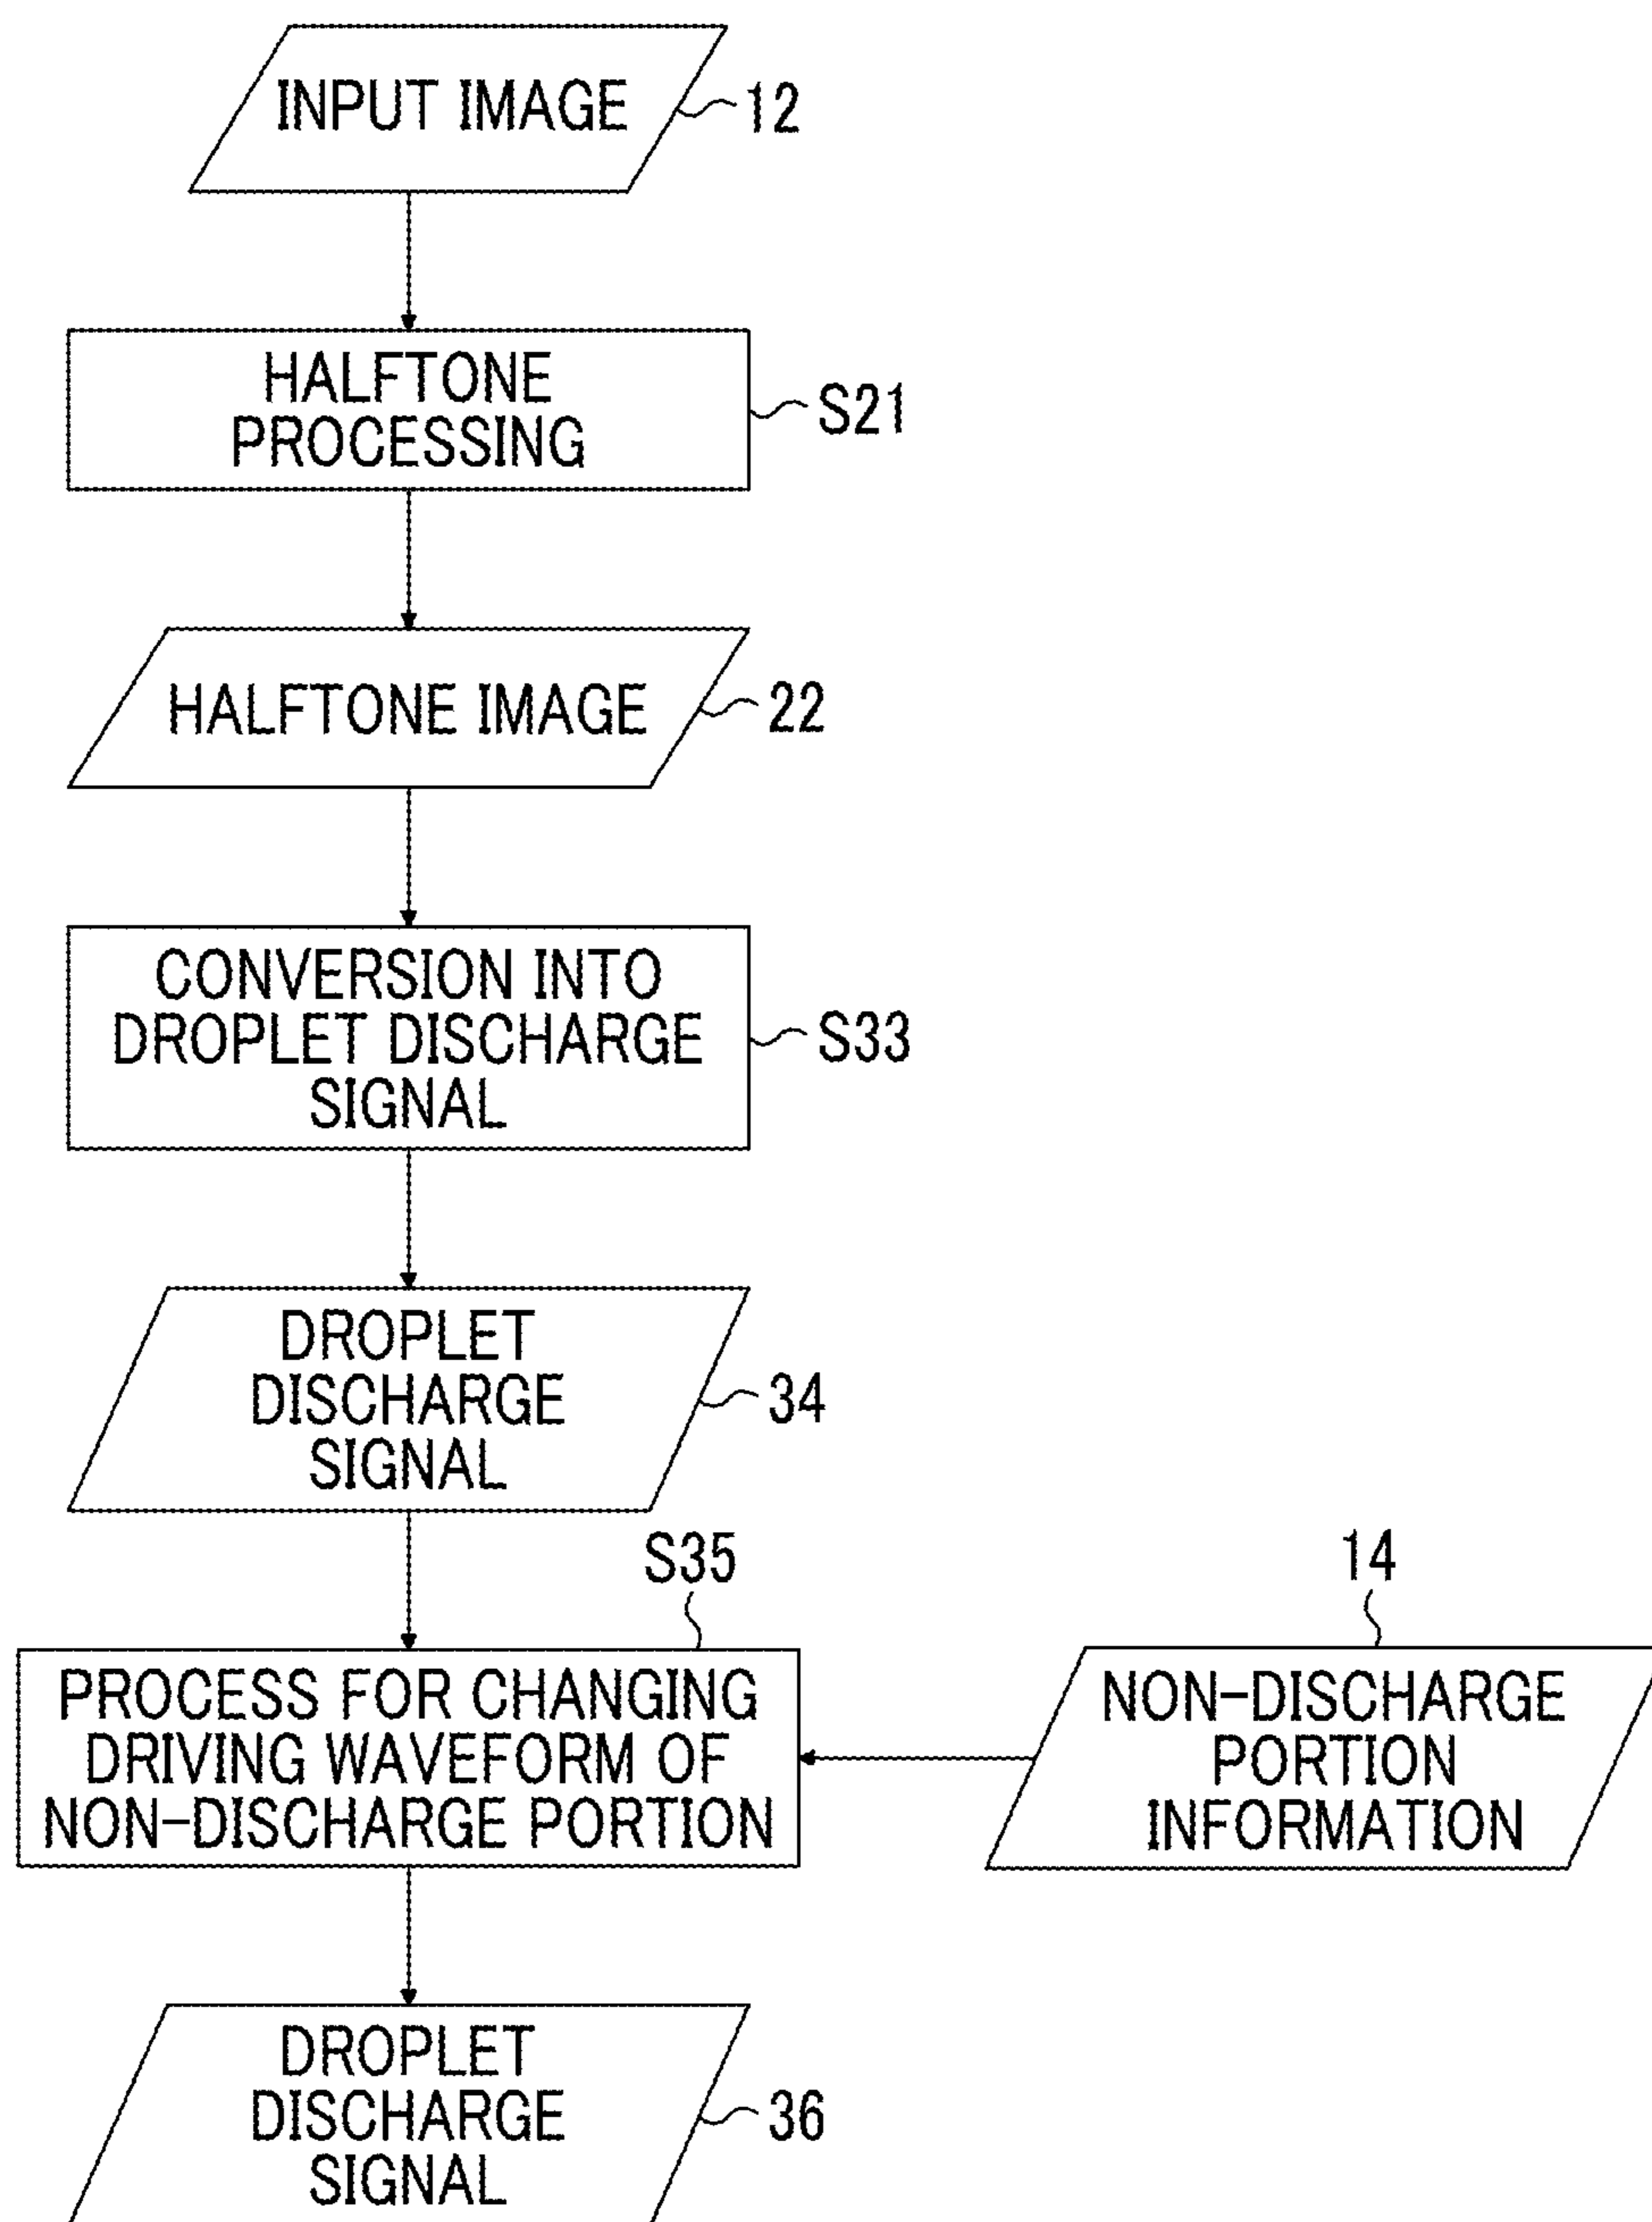 INPUT IMAGE
12
HALFTONE
PROCESSING
S21
HALFTONE IMAGE
22
CONVERSION INTO
DROPLET DISCHARGE
SIGNAL
S33
DROPLET
DISCHARGE
SIGNAL
34
S35
PROCESS FOR CHANGING
DRIVING WAVEFORM OF
NON-DISCHARGE PORTION
14
NON-DISCHARGE
PORTION
INFORMATION
DROPLET
DISCHARGE
SIGNAL
36